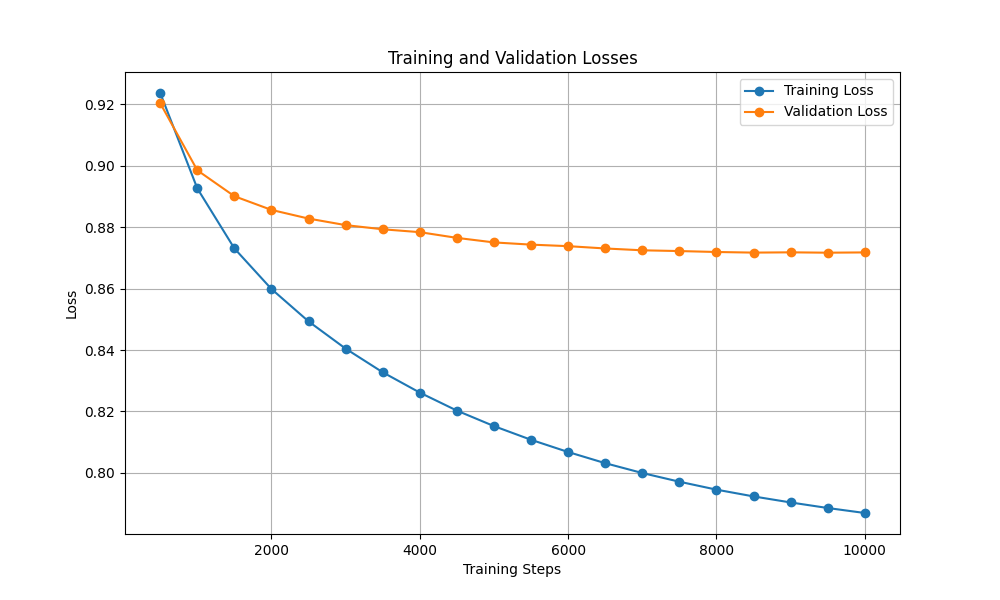 Training and Validation Losses
Training Loss
Validation Loss
Loss
0.92
0.90
0.88
0.86
0.84
0.82
0.80
2000
4000
6000
8000
10000
Training Steps